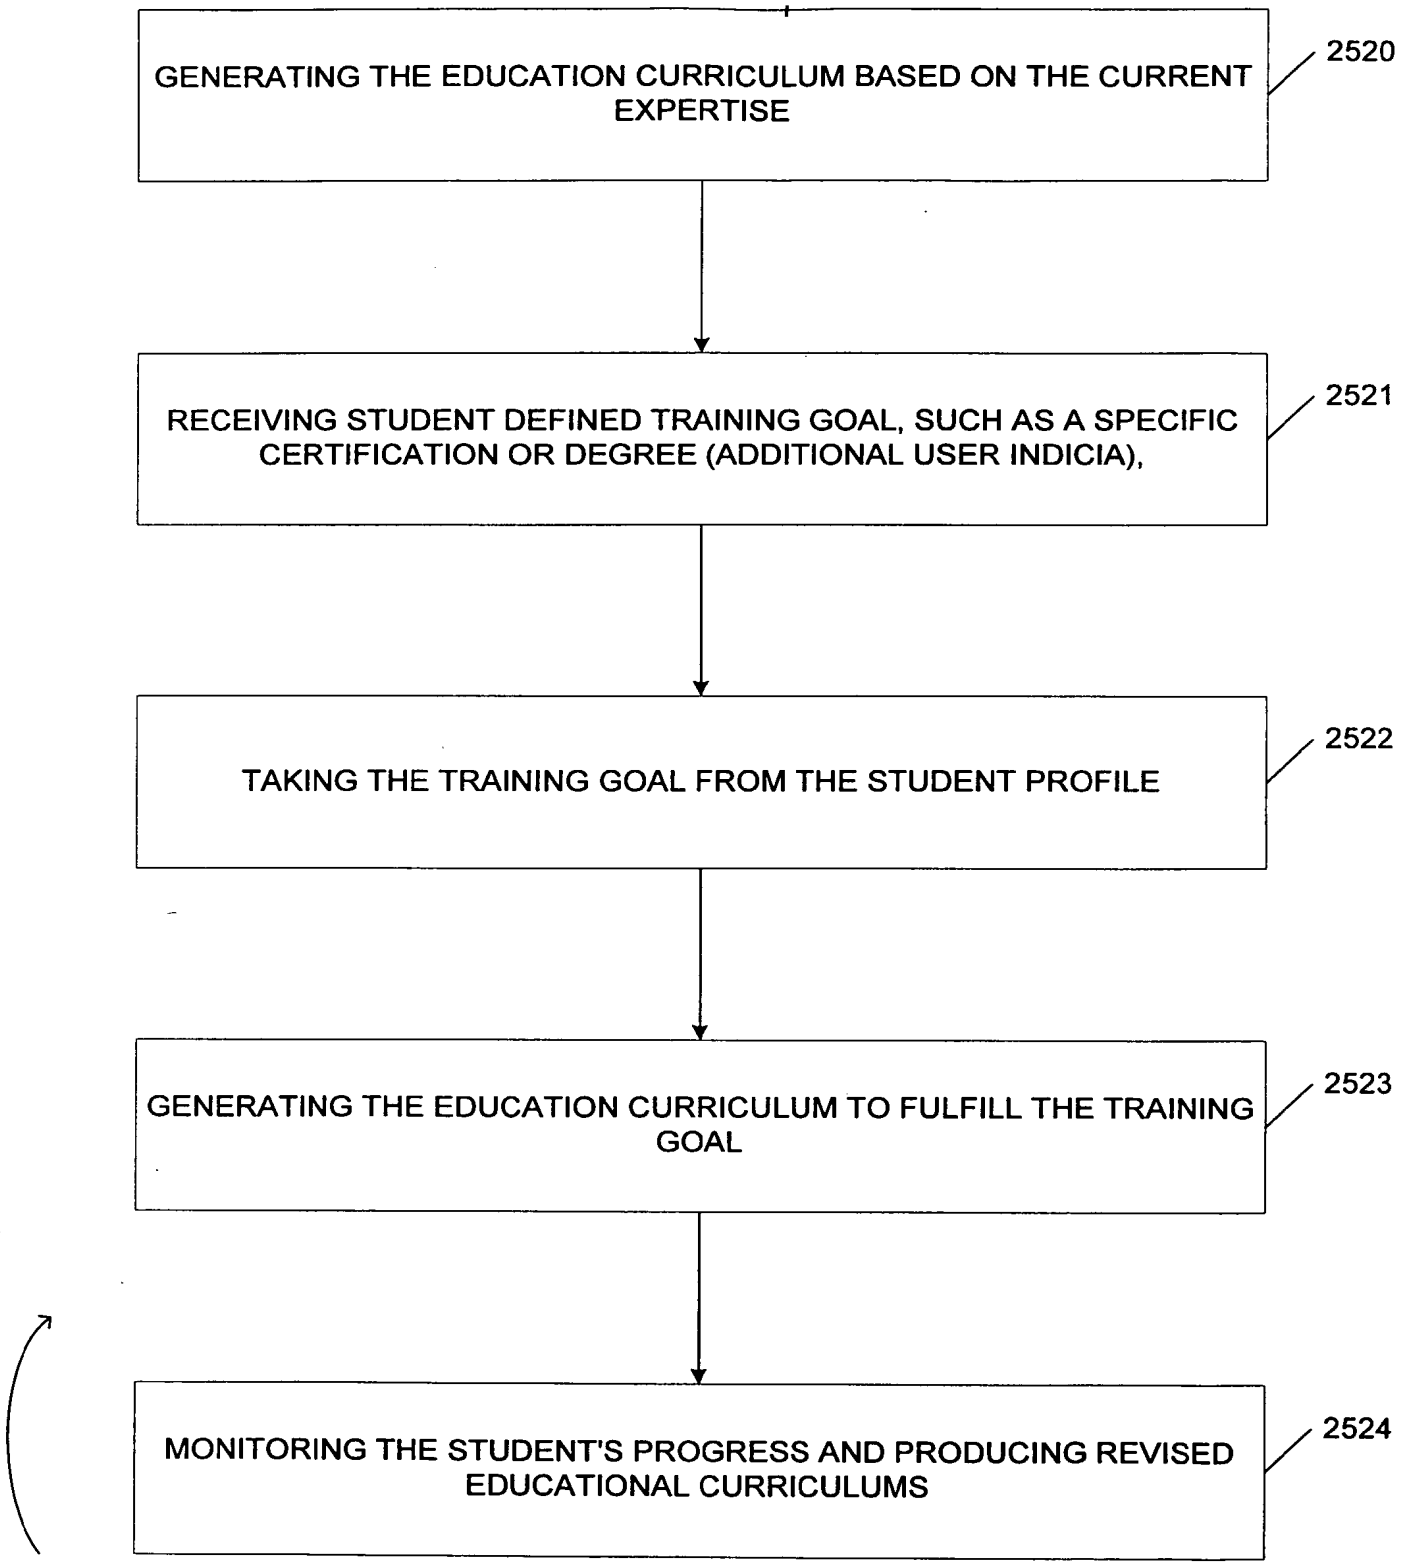 2520
GENERATING THE EDUCATION CURRICULUM BASED ON THE CURRENT
EXPERTISE
2521
RECEIVING STUDENT DEFINED TRAINING GOAL, SUCH AS A SPECIFIC
CERTIFICATION OR DEGREE (ADDITIONAL USER INDICIA),
2522
TAKING THE TRAINING GOAL FROM THE STUDENT PROFILE
2523
GENERATING THE EDUCATION CURRICULUM TO FULFILL THE TRAINING
GOAL
2524
MONITORING THE STUDENT'S PROGRESS AND PRODUCING REVISED
EDUCATIONAL CURRICULUMS